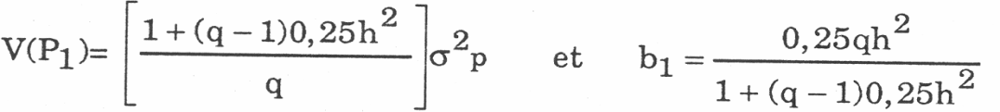 V(P₁)= [ (1 + (q − 1)0,25h²) / q ] σ²p et b₁ = 0,25qh² / (1 + (q − 1)0,25h²)